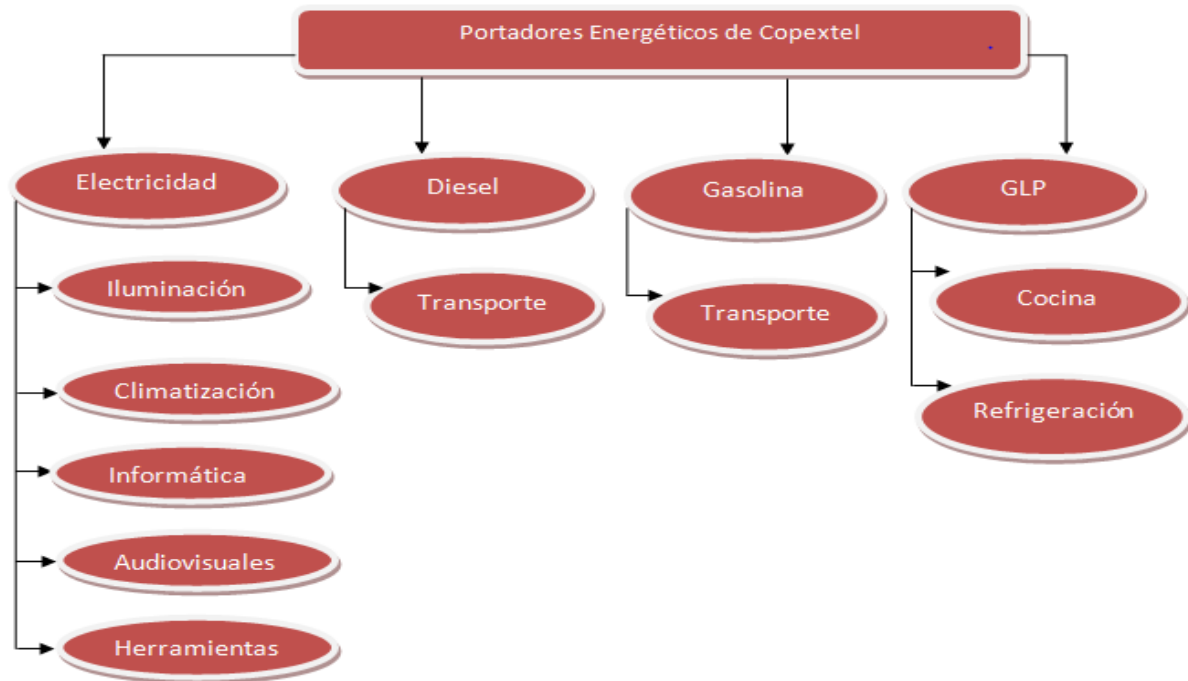 Portadores Energéticos de Copextel
Electricidad
Iluminación
Climatización
Informática
Audiovisuales
Herramientas
Diesel
Transporte
Gasolina
Transporte
GLP
Cocina
Refrigeración